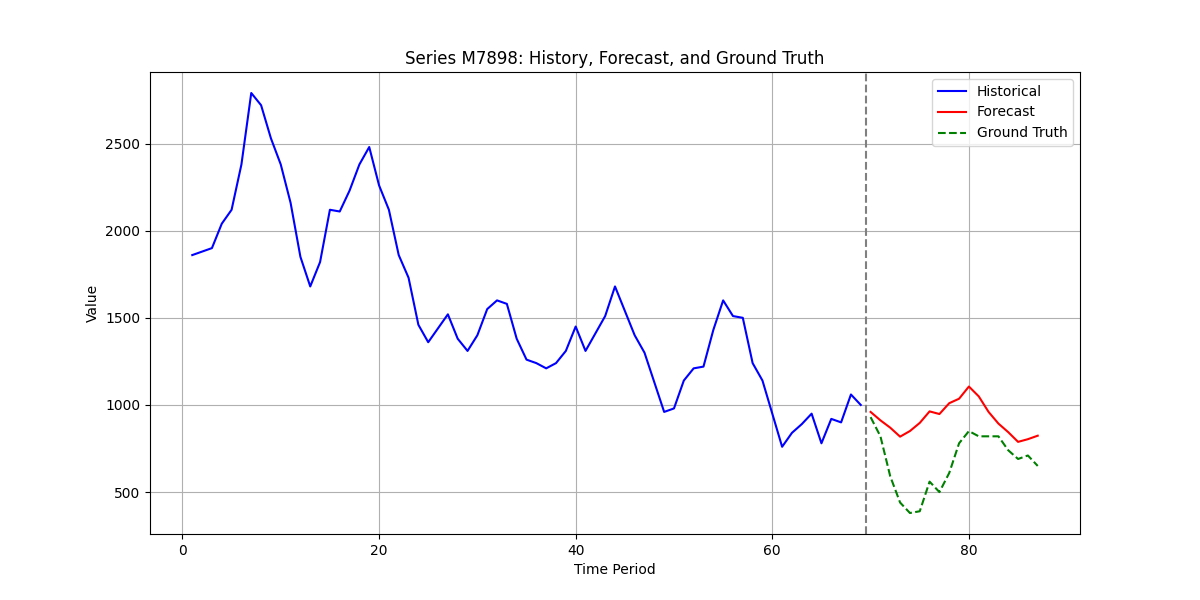 Series M7898: History, Forecast, and Ground Truth
Historical
Forecast
Ground Truth
2500
2000
1500
1000
500
Value
0
20
40
60
80
Time Period